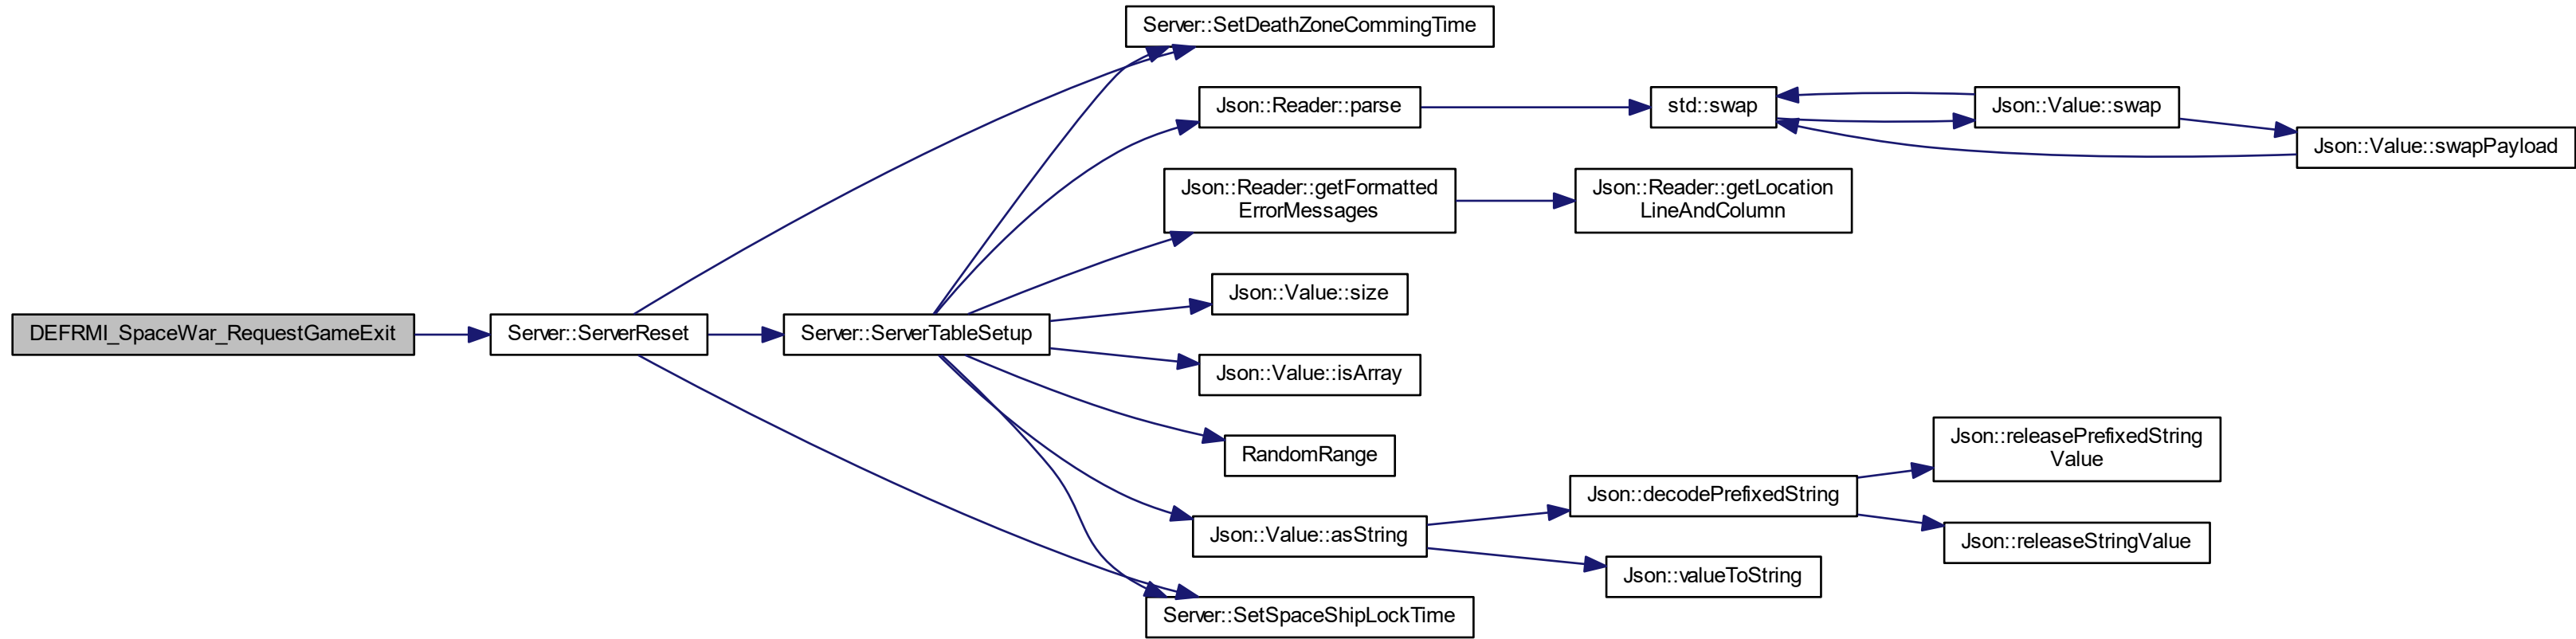 Server::SetDeathZoneCommingTime
Json::Reader::parse
std::swap
Json::Value::swap
Json::Value::swapPayload
Json::Reader::getFormatted
ErrorMessages
Json::Reader::getLocation
LineAndColumn
Json::Value::size
DEFRMI_SpaceWar_RequestGameExit
Server::ServerReset
Server::ServerTableSetup
Json::Value::isArray
RandomRange
Json::releasePrefixedString
Value
Json::decodePrefixedString
Json::Value::asString
Json::releaseStringValue
Json::valueToString
Server::SetSpaceShipLockTime